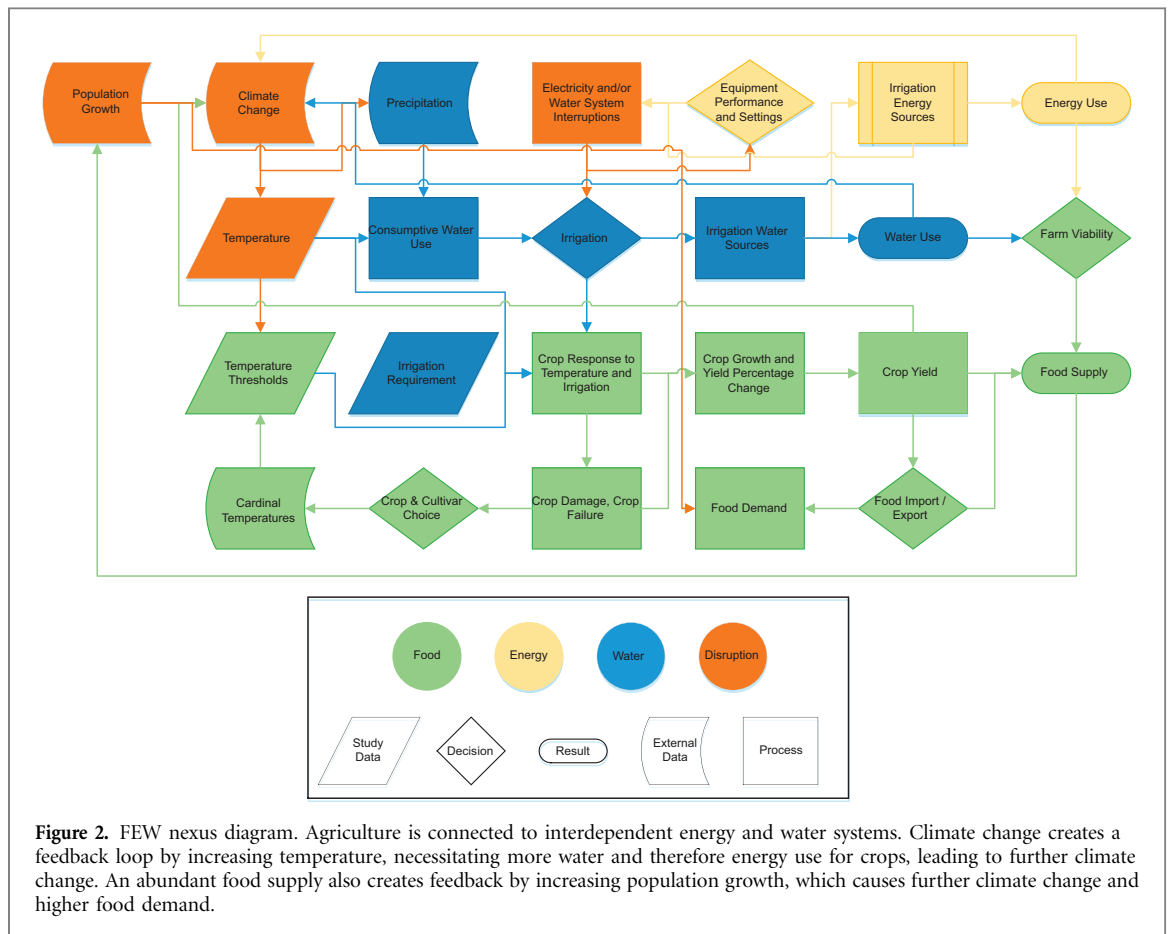 Population
Growth
Climate
Change
Precipitation
Electricity and/or
Water System
Interruptions
Equipment
Performance
and Settings
Irrigation
Energy
Sources
Energy Use
Temperature
Consumptive Water
Use
Irrigation
Irrigation Water
Sources
Water Use
Farm Viability
Temperature
Thresholds
Irrigation
Requirement
Crop Response to
Temperature and
Irrigation
Crop Growth and
Yield Percentage
Change
Crop Yield
Food Supply
Cardinal
Temperatures
Crop & Cultivar
Choice
Crop Damage, Crop
Failure
Food Demand
Food Import /
Export
Food
Energy
Water
Disruption
Study
Data
Decision
Result
External
Data
Process
Figure 2. FEW nexus diagram. Agriculture is connected to interdependent energy and water systems. Climate change creates a
feedback loop by increasing temperature, necessitating more water and therefore energy use for crops, leading to further climate
change. An abundant food supply also creates feedback by increasing population growth, which causes further climate change and
higher food demand.